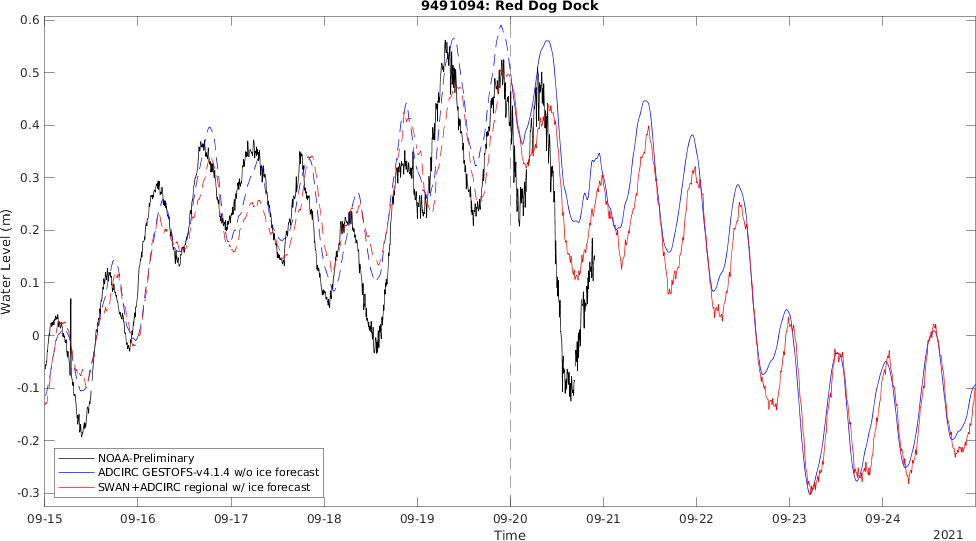 9491094: Red Dog Dock
0.6
0.5
0.4
0.3
0.2
0.1
0
-0.1
-0.2
-0.3
Water Level (m)
NOAA-Preliminary
ADCIRC GESTOFS-v4.1.4 w/o ice forecast
SWAN+ADCIRC regional w/ ice forecast
09-15 09-16 09-17 09-18 09-19 09-20 09-21 09-22 09-23 09-24
Time
2021